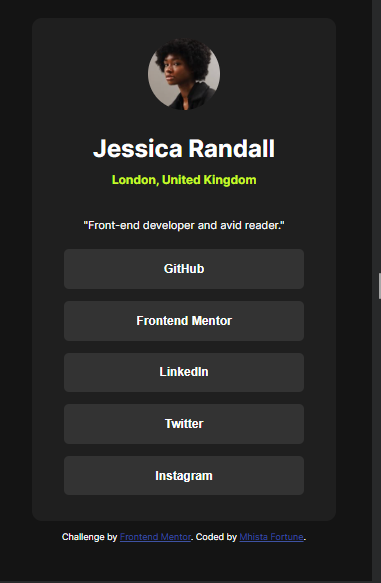 Jessica Randall
London, United Kingdom
"Front-end developer and avid reader."
GitHub
Frontend Mentor
LinkedIn
Twitter
Instagram
Challenge by Frontend Mentor. Coded by Mhista Fortune.